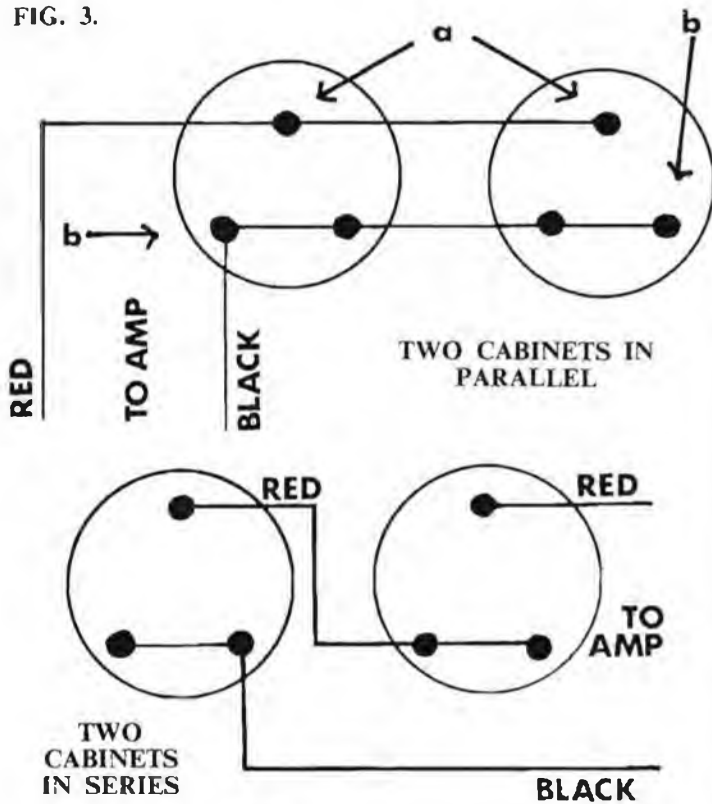 FIG. 3.
a
b
b
RED
TO AMP
BLACK
TWO CABINETS IN
PARALLEL
RED
RED
TO
AMP
TWO
CABINETS
IN SERIES
BLACK